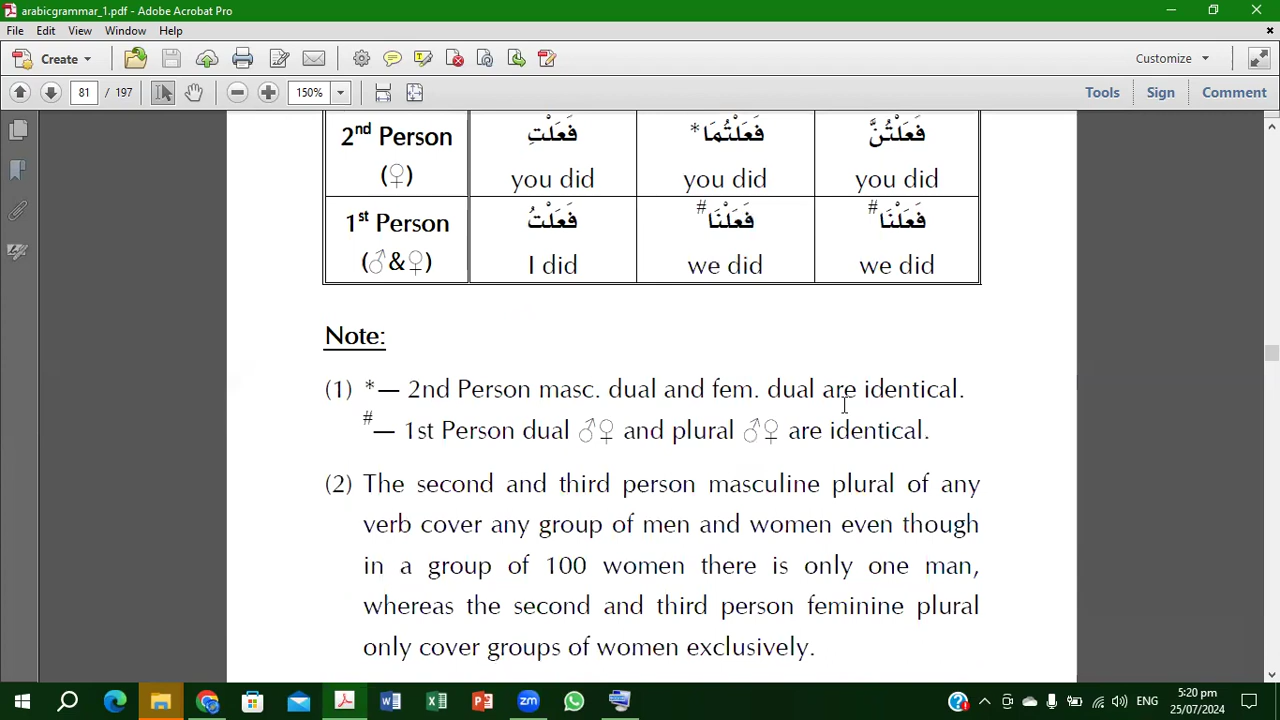 arabicgrammar_1.pdf - Adobe Acrobat Pro
File Edit View Window Help
Create Customize
81 / 197 150% Tools Sign Comment
2nd Person فَعَلْتِ فَعَلْتُمَا* فَعَلْتُنَّ
(♀) you did you did you did
1st Person فَعَلْتُ فَعَلْنَا# فَعَلْنَا#
(♂&♀) I did we did we did
Note:
(1) *— 2nd Person masc. dual and fem. dual are identical.
#— 1st Person dual ♂♀ and plural ♂♀ are identical.
(2) The second and third person masculine plural of any
verb cover any group of men and women even though
in a group of 100 women there is only one man,
whereas the second and third person feminine plural
only cover groups of women exclusively.
ENG 5:20 pm
25/07/2024